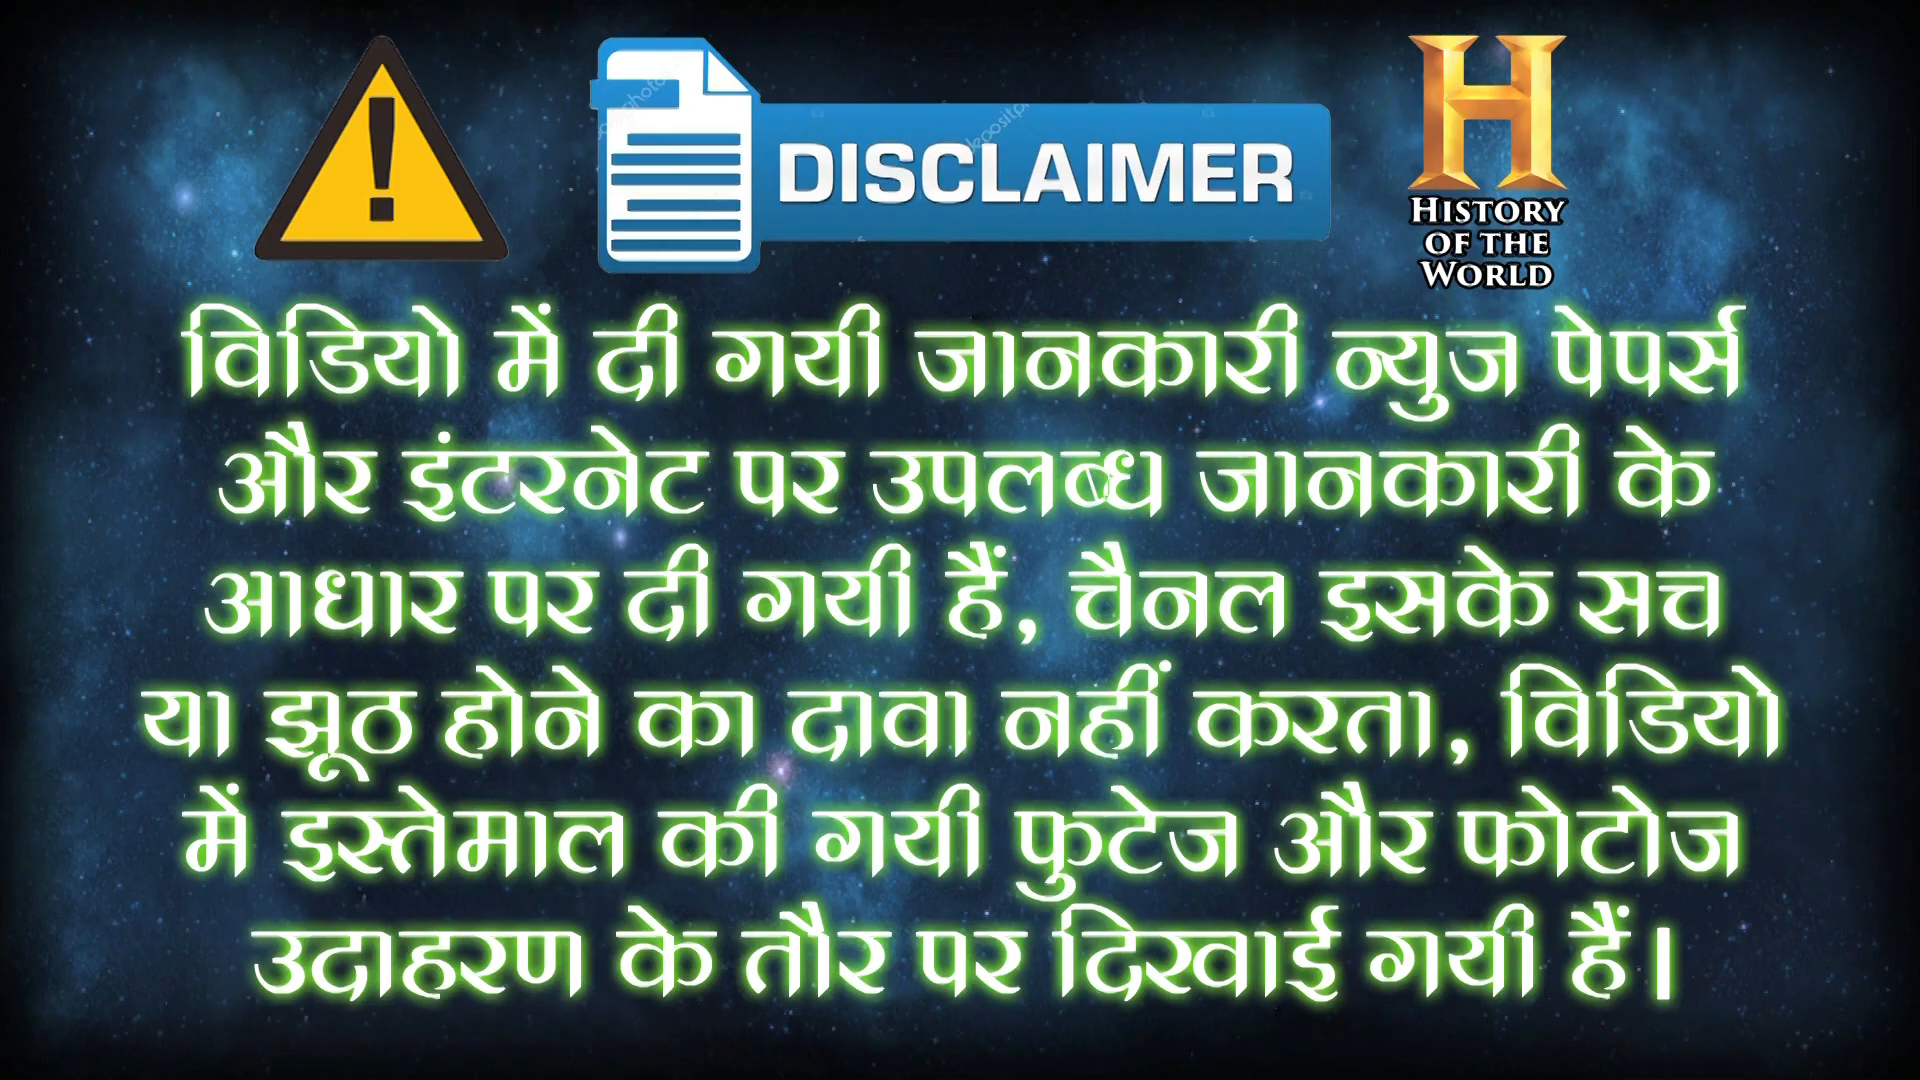 DISCLAIMER
HISTORY
OF THE
WORLD
विडियो में दी गयी जानकारी न्युज पेपर्स
और इंटरनेट पर उपलब्ध जानकारी के
आधार पर दी गयी हैं, चैनल इसके सच
या झूठ होने का दावा नहीं करता, विडियो
में इस्तेमाल की गयी फुटेज और फोटोज
उदाहरण के तौर पर दिखाई गयी हैं।